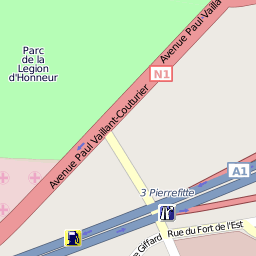 Parc
de la
Legion
d'Honneur
Avenue Paul-Vailla
N1
Avenue Paul Vaillant-Couturier
A1
3 Pierrefitte
Rue du Fort de l'Est
Giffard